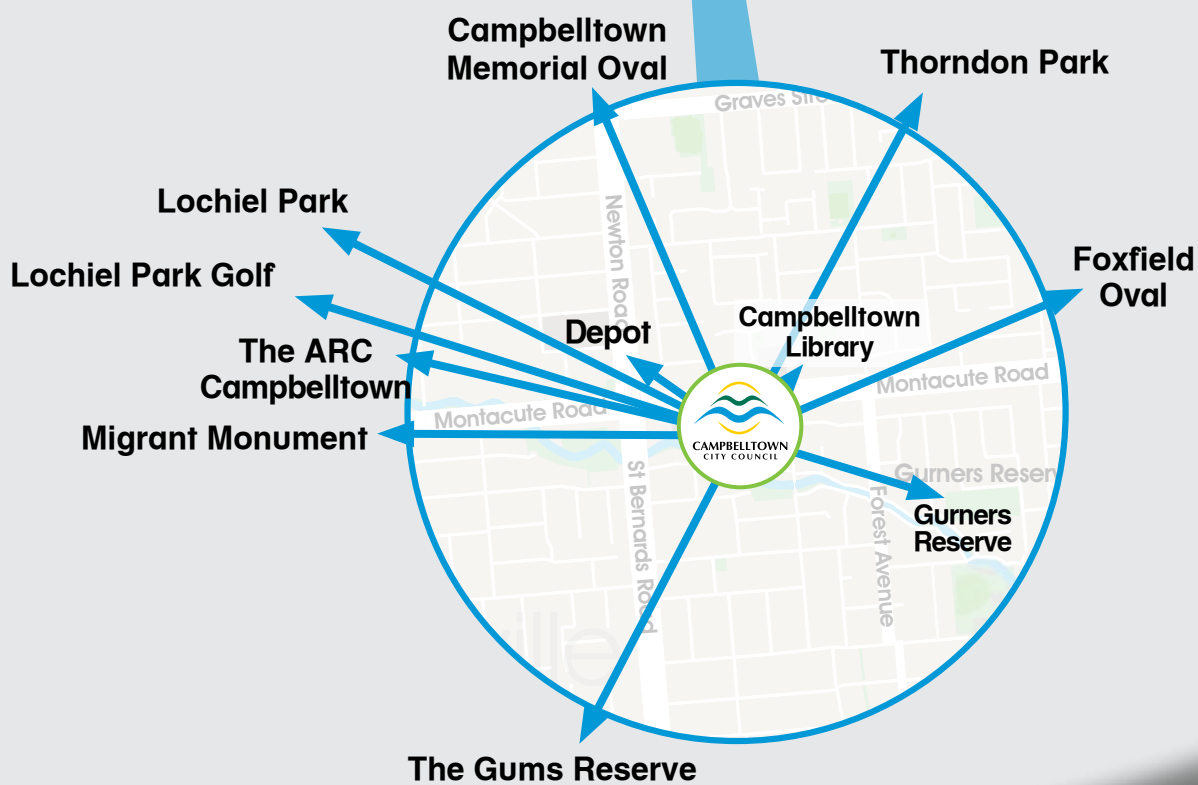 Campbelltown
Memorial Oval
Thorndon Park
Graves
Lochiel Park
Newton Road
Foxfield
Oval
Lochiel Park Golf
Campbelltown
Library
Depot
The ARC
Campbelltown
Montacute Road
Montacute Road
Migrant Monument
CAMPBELLTOWN
CITY COUNCIL
Gurners
St Bernards Road
Forest Avenue
Gurners
Reserve
ville
The Gums Reserve